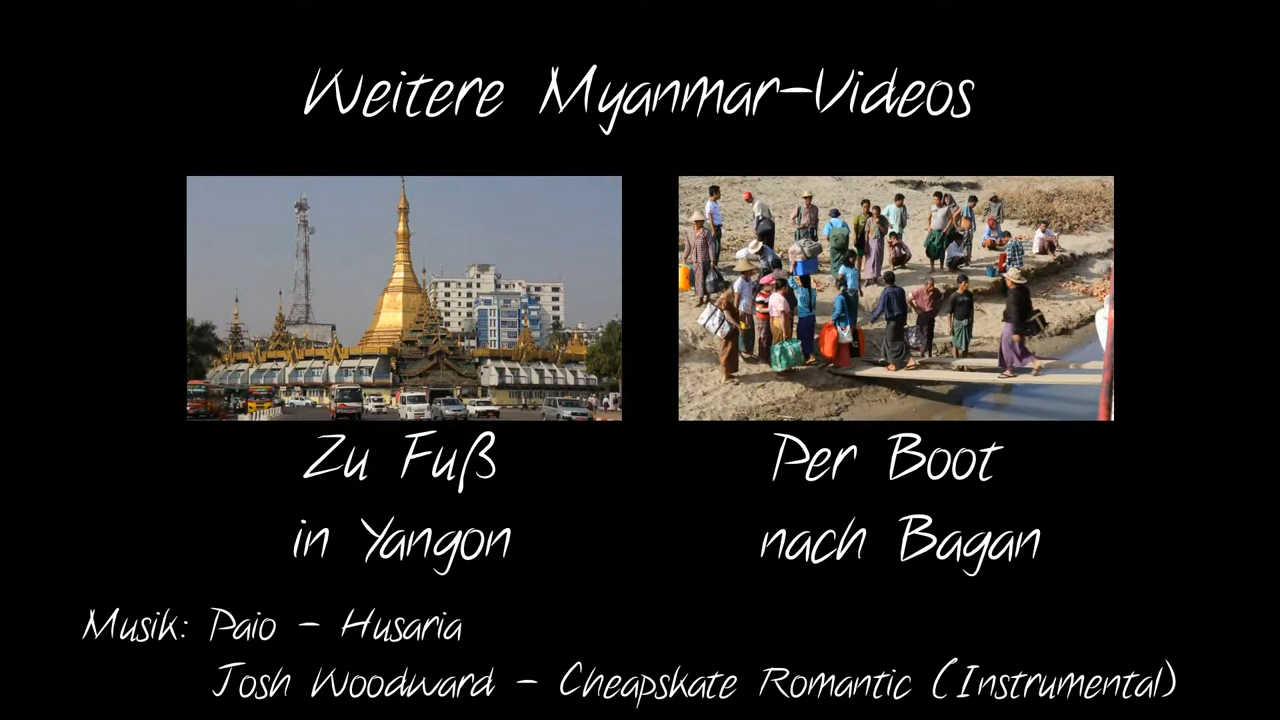 Weitere Myanmar-Videos
Zu Fuß
in Yangon
Per Boot
nach Bagan
Musik: Paio - Husaria
Josh Woodward - Cheapskate Romantic (Instrumental)